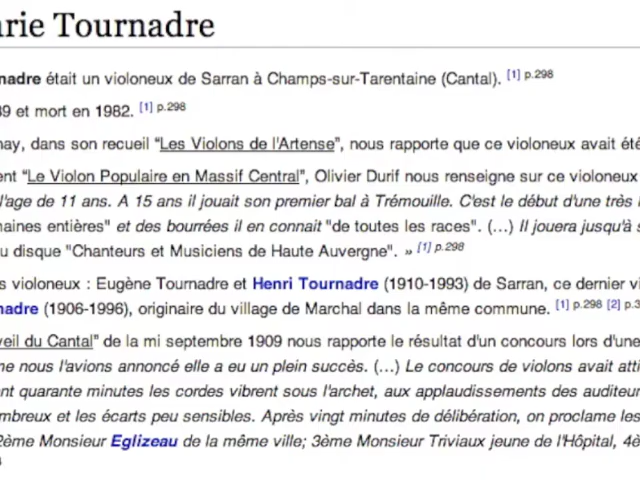 arie Tournadre
nadre était un violoneux de Sarran à Champs-sur-Tarentaine (Cantal). [1] p.298
39 et mort en 1982. [1] p.298
nay, dans son recueil “Les Violons de l'Artense”, nous rapporte que ce violoneux avait été
ent “Le Violon Populaire en Massif Central”, Olivier Durif nous renseigne sur ce violoneux
l'age de 11 ans. A 15 ans il jouait son premier bal à Trémouille. C'est le début d'une très l
naines entières" et des bourrées il en connait "de toutes les races". (…) Il jouera jusqu'à s
u disque "Chanteurs et Musiciens de Haute Auvergne". » [1] p.298
s violoneux : Eugène Tournadre et Henri Tournadre (1910-1993) de Sarran, ce dernier vi
nadre (1906-1996), originaire du village de Marchal dans la même commune. [1] p.298 [2] p.3
veil du Cantal” de la mi septembre 1909 nous rapporte le résultat d'un concours lors d'une
me nous l'avions annoncé elle a eu un plein succès. (…) Le concours de violons avait atti
nt quarante minutes les cordes vibrent sous l'archet, aux applaudissements des auditeur
mbreux et les écarts peu sensibles. Après vingt minutes de délibération, on proclame les
2ème Monsieur Eglizeau de la même ville; 3ème Monsieur Triviaux jeune de l'Hôpital, 4è